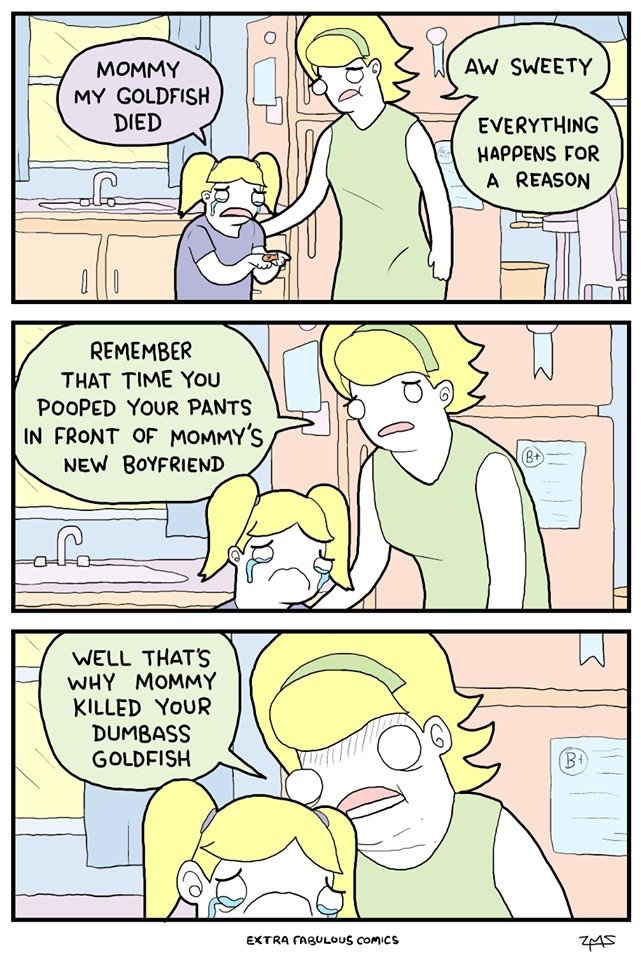 MOMMY
MY GOLDFISH
DIED
AW SWEETY
EVERYTHING
HAPPENS FOR
A REASON
REMEMBER
THAT TIME YOU
POOPED YOUR PANTS
IN FRONT OF MOMMY'S
NEW BOYFRIEND
B+
WELL THAT'S
WHY MOMMY
KILLED YOUR
DUMBASS
GOLDFISH
B+
EXTRA FABULOUS COMICS
ZMS